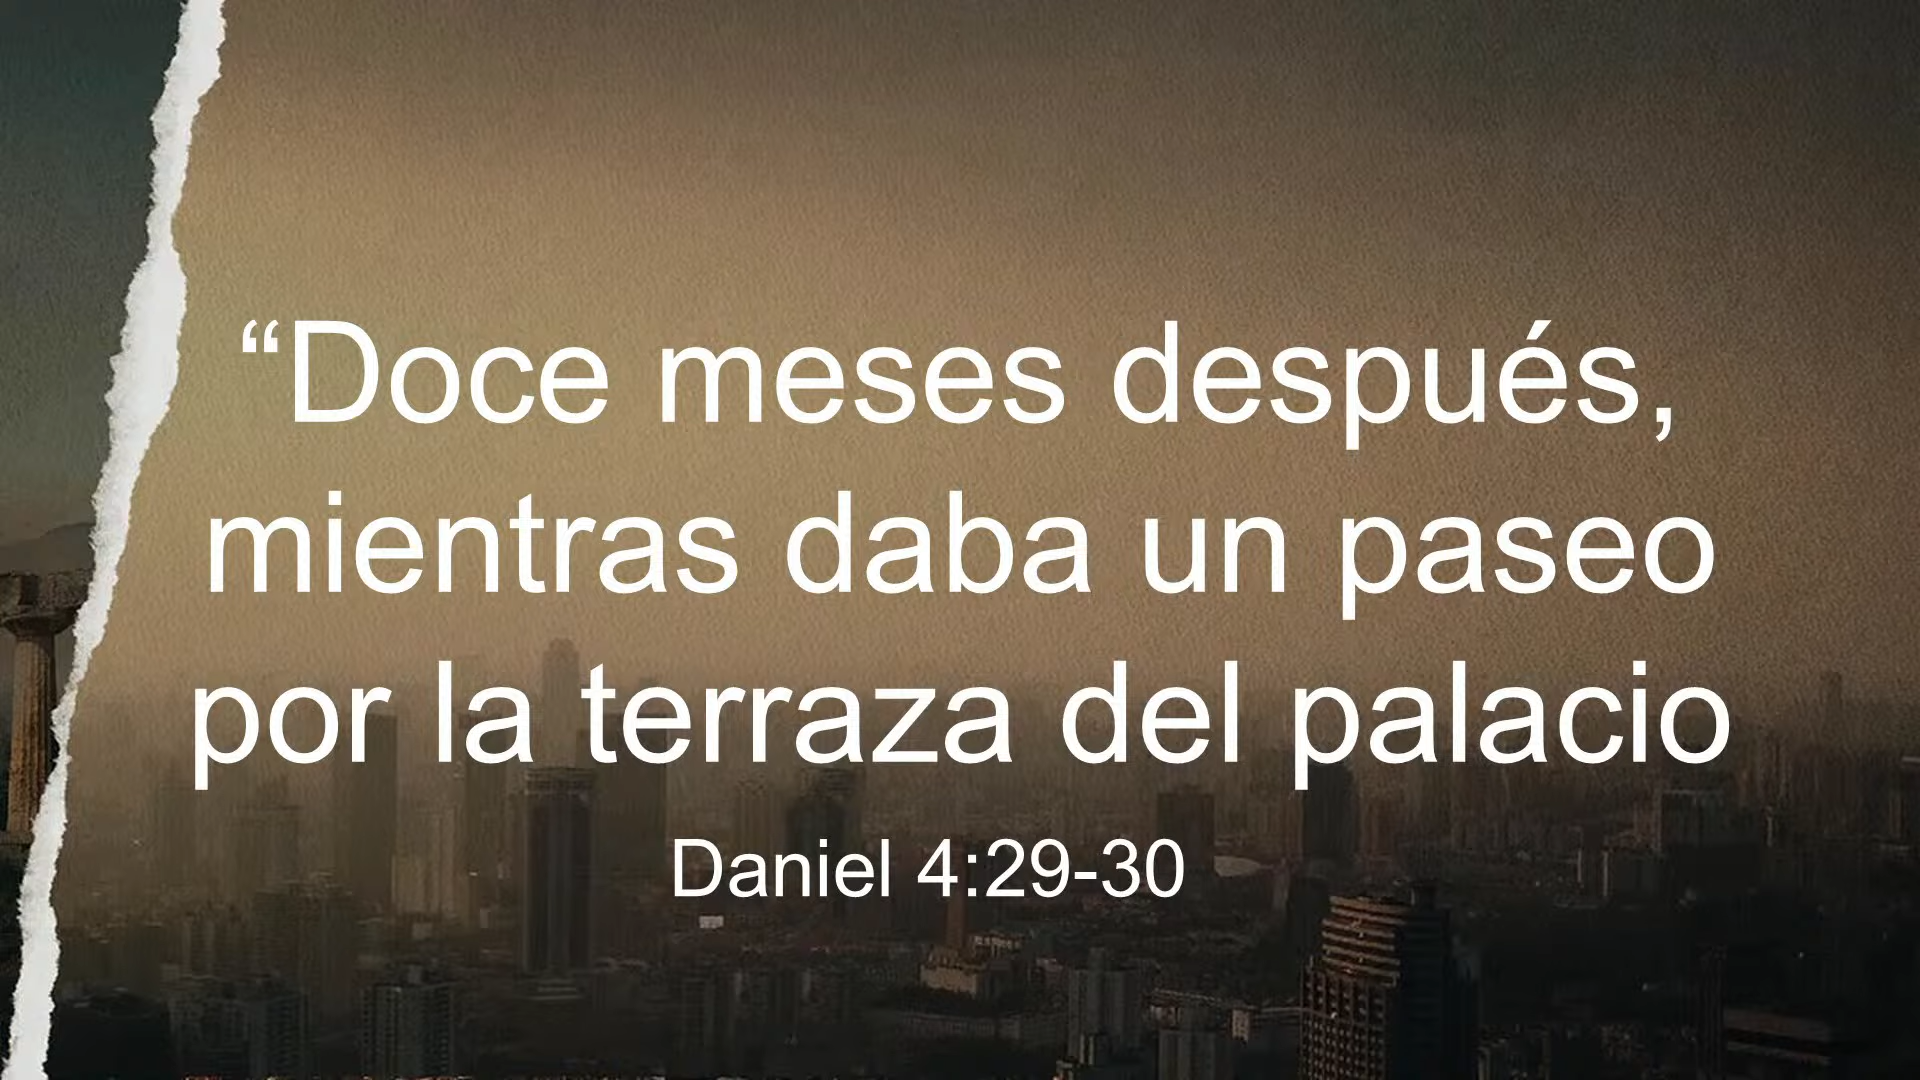 “Doce meses después,
mientras daba un paseo
por la terraza del palacio
Daniel 4:29-30